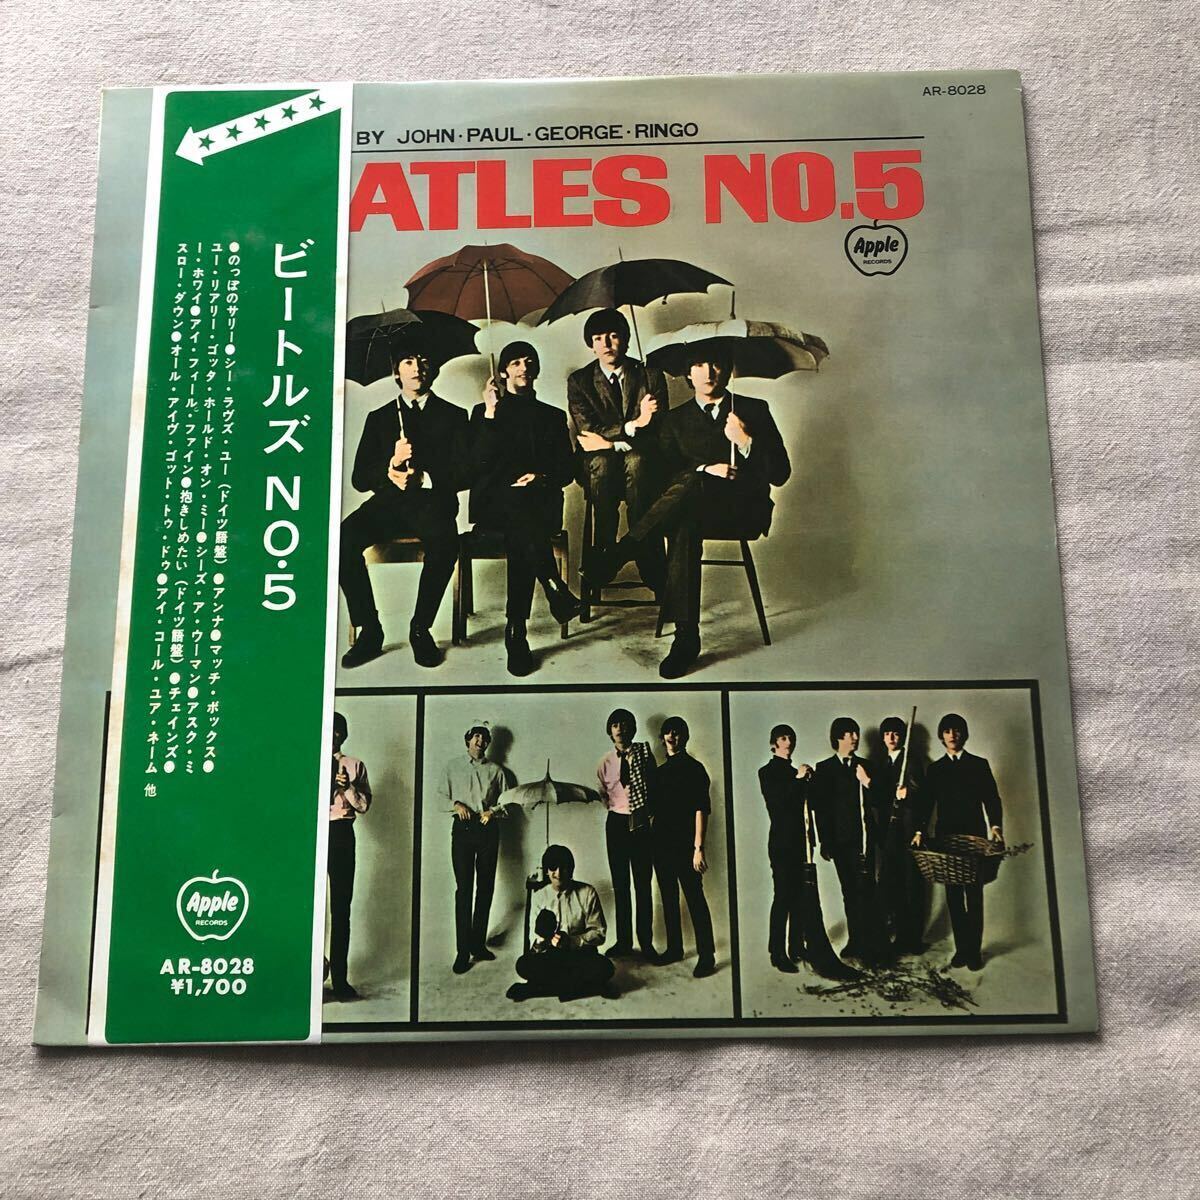 AR-8028
BY JOHN・PAUL・GEORGE・RINGO
ATLES NO.5
Apple
RECORDS
ビートルズ NO.5
●のっぽのサリー●シー・ラヴズ・ユー(ドイツ語盤)●アンナ●マッチ・ボックス●
ユー・リアリー・ゴッタ・ホールド・オン・ミー●シーズ・ア・ウーマン●アスク・ミ
ー・ホワイ●アイ・フィール・ファイン●抱きしめたい(ドイツ語盤)●チェインズ●
スロー・ダウン●オール・アイヴ・ゴット・トゥ・ドゥ●アイ・コール・ユア・ネーム 他
Apple
RECORDS
AR-8028
¥1,700